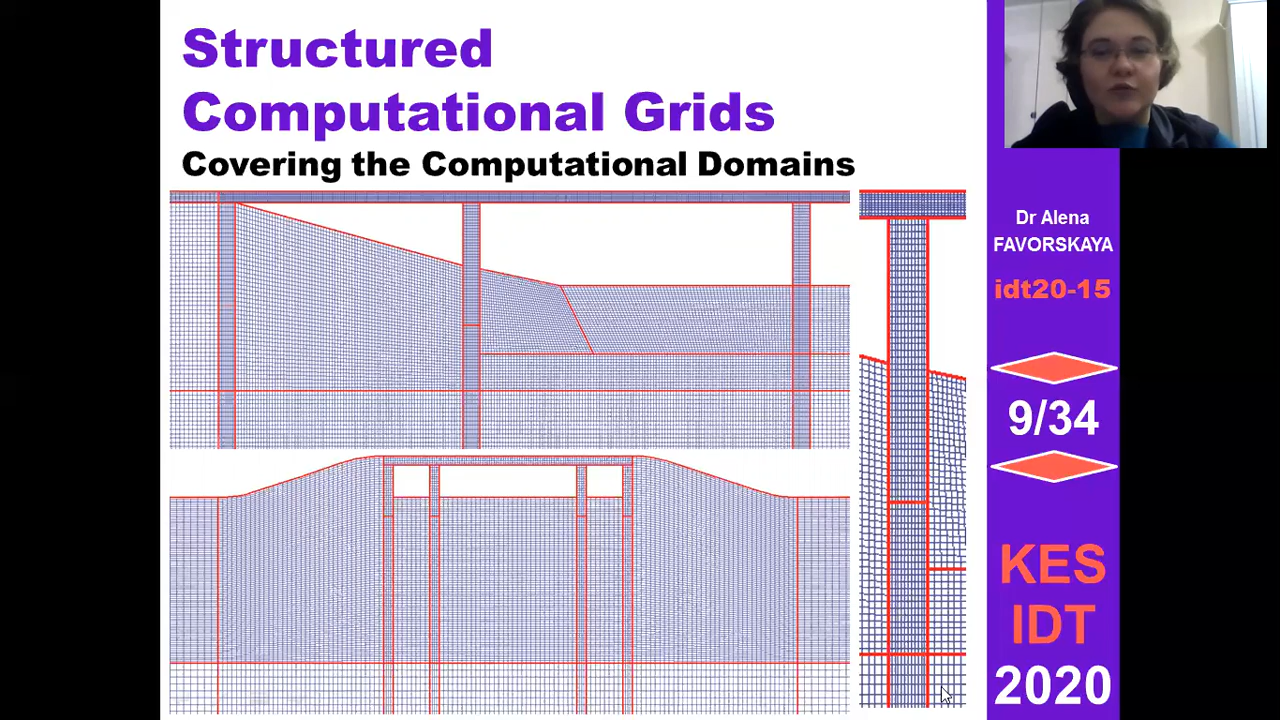 Structured
Computational Grids
Covering the Computational Domains
Dr Alena
FAVORSKAYA
idt20-15
9/34
KES
IDT
2020